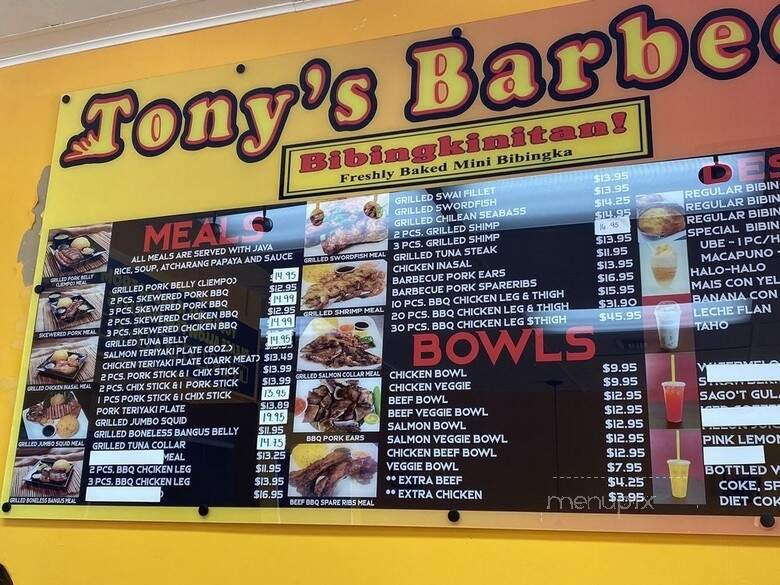 Tony's Barbec
Bibingkinitan!
Freshly Baked Mini Bibingka
MEALS
ALL MEALS ARE SERVED WITH JAVA
RICE, SOUP, ATCHARANG PAPAYA AND SAUCE
GRILLED PORK BELLY (LIEMPO) 14.95
2 PCS. SKEWERED PORK BBQ $12.95
3 PCS. SKEWERED PORK BBQ 14.99
2 PCS. SKEWERED CHICKEN BBQ $12.95
3 PCS. SKEWERED CHICKEN BBQ 14.99
GRILLED TUNA BELLY 14.95
SALMON TERIYAKI PLATE (8OZ)
CHICKEN TERIYAKI PLATE (DARK MEAT) $13.49
2 PCS. PORK STICK & 1 CHIX STICK $13.99
2 PCS. CHIX STICK & 1 PORK STICK $13.99
1 PCS PORK STICK & 1 CHIX STICK 13.95
PORK TERIYAKI PLATE $13.89
GRILLED JUMBO SQUID 19.95
GRILLED BONELESS BANGUS BELLY $11.95
GRILLED TUNA COLLAR 14.75
MEAL $13.25
2 PCS. BBQ CHICKEN LEG $11.95
3 PCS. BBQ CHICKEN LEG $13.95
$16.95
GRILLED PORK BELLY
(LIEMPO) MEAL
SKEWERED PORK MEAL
GRILLED CHICKEN NASAL MEAL
GRILLED JUMBO SQUID MEAL
GRILLED BONELESS BANGUS MEAL
GRILLED SWORDFISH MEAL
GRILLED SHRIMP MEAL
GRILLED SALMON COLLAR MEAL
BBQ PORK EARS
BEEF BBQ SPARE RIBS MEAL
GRILLED SWAI FILLET $13.95
GRILLED SWORDFISH $13.95
GRILLED CHILEAN SEABASS $14.25
2 PCS. GRILLED SHIMP $14.95
3 PCS. GRILLED SHIMP 16.95
GRILLED TUNA STEAK $13.95
CHICKEN NASAL $11.95
BARBECUE PORK EARS $13.95
BARBECUE PORK SPARERIBS $16.95
10 PCS. BBQ CHICKEN LEG & THIGH $15.95
20 PCS. BBQ CHICKEN LEG & THIGH $31.90
30 PCS. BBQ CHICKEN LEG $THIGH $45.95
BOWLS
CHICKEN BOWL $9.95
CHICKEN VEGGIE $9.95
BEEF BOWL $12.95
BEEF VEGGIE BOWL $12.95
SALMON BOWL $12.95
SALMON VEGGIE BOWL $12.95
CHICKEN BEEF BOWL $12.95
VEGGIE BOWL $7.95
** EXTRA BEEF $4.25
** EXTRA CHICKEN $3.95
DES
REGULAR BIBIN
REGULAR BIBIN
REGULAR BIBIN
SPECIAL BIBIN
UBE - 1 PC/H
MACAPUNO -
HALO-HALO
MAIS CON YEL
BANANA CON
LECHE FLAN
TAHO
SAGO'T GULA
PINK LEMO
BOTTLED W
COKE, SP
DIET COK
menupix